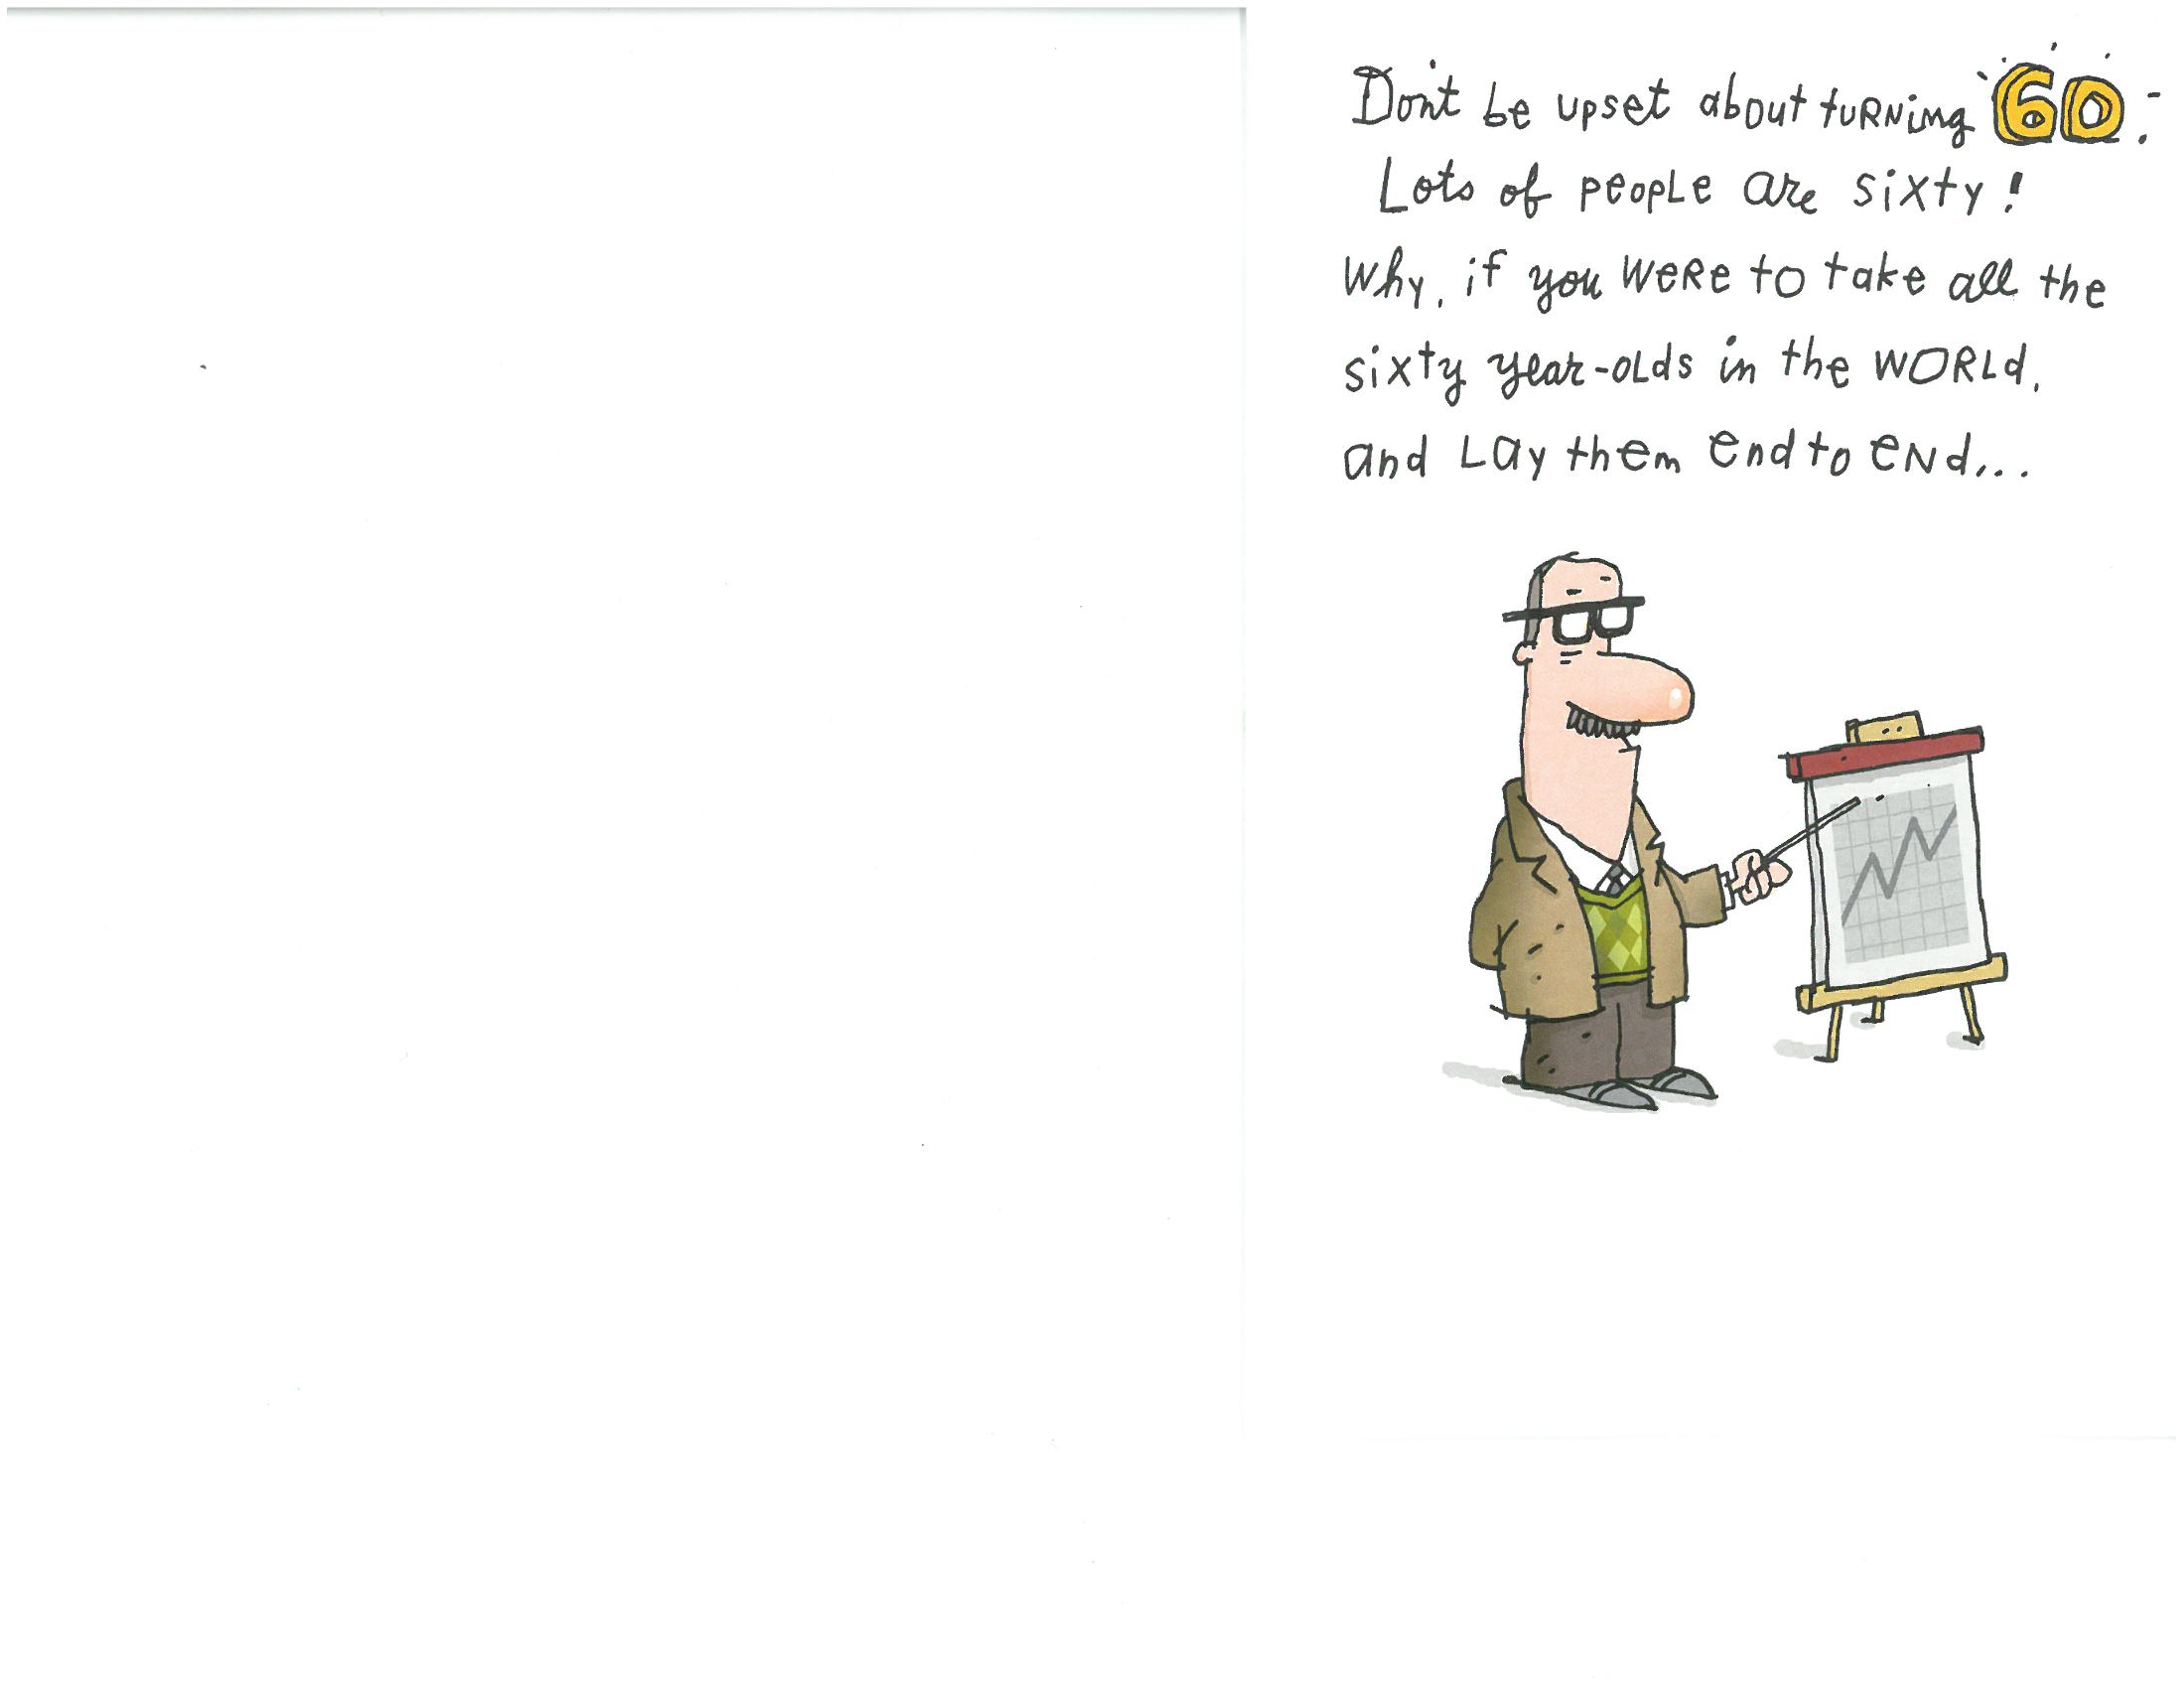 Don't be upset about turning 60.
Lots of people are sixty!
Why, if you were to take all the
sixty year-olds in the world,
and lay them end to end...